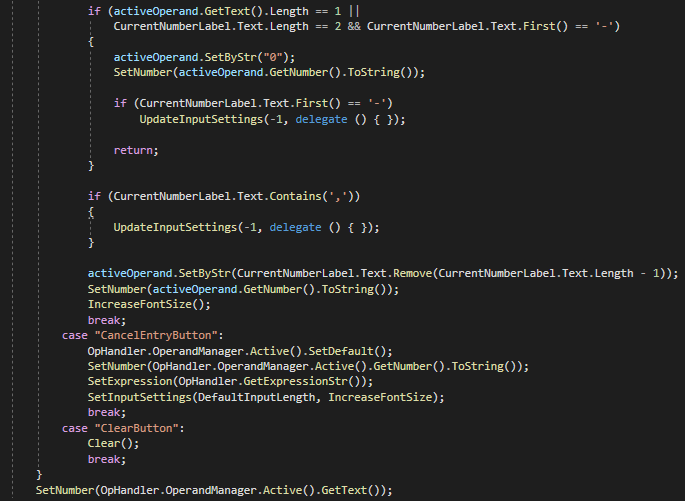 if (activeOperand.GetText().Length == 1 ||
CurrentNumberLabel.Text.Length == 2 && CurrentNumberLabel.Text.First() == '-')
{
activeOperand.SetByStr("0");
SetNumber(activeOperand.GetNumber().ToString());
if (CurrentNumberLabel.Text.First() == '-')
UpdateInputSettings(-1, delegate () { });
return;
}
if (CurrentNumberLabel.Text.Contains(','))
{
UpdateInputSettings(-1, delegate () { });
}
activeOperand.SetByStr(CurrentNumberLabel.Text.Remove(CurrentNumberLabel.Text.Length - 1));
SetNumber(activeOperand.GetNumber().ToString());
IncreaseFontSize();
break;
case "CancelEntryButton":
OpHandler.OperandManager.Active().SetDefault();
SetNumber(OpHandler.OperandManager.Active().GetNumber().ToString());
SetExpression(OpHandler.GetExpressionStr());
SetInputSettings(DefaultInputLength, IncreaseFontSize);
break;
case "ClearButton":
Clear();
break;
}
SetNumber(OpHandler.OperandManager.Active().GetText());